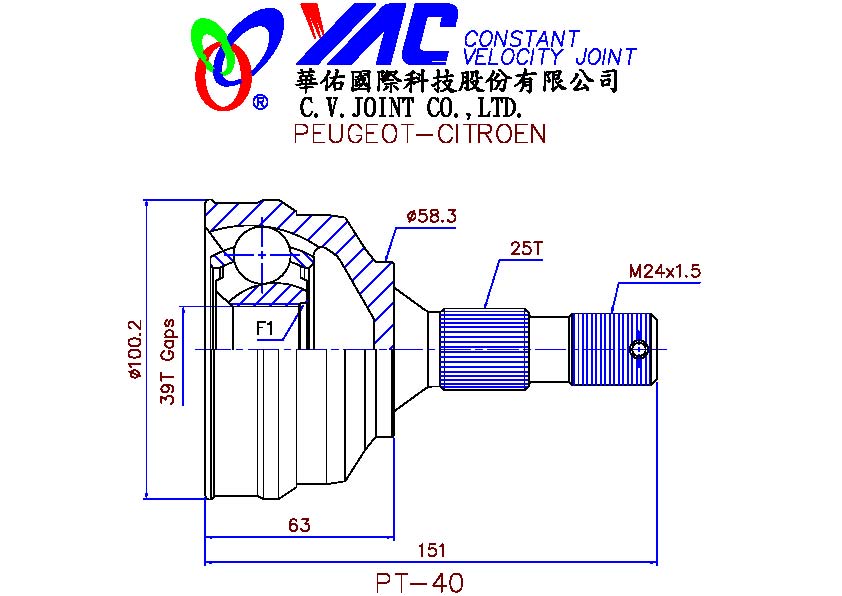 YAC CONSTANT
VELOCITY JOINT
®
華佑國際科技股份有限公司
C.V.JOINT CO.,LTD.
PEUGEOT-CITROEN
ø58.3
25T
M24x1.5
ø100.2
39T Gaps
F1
63
151
PT-40